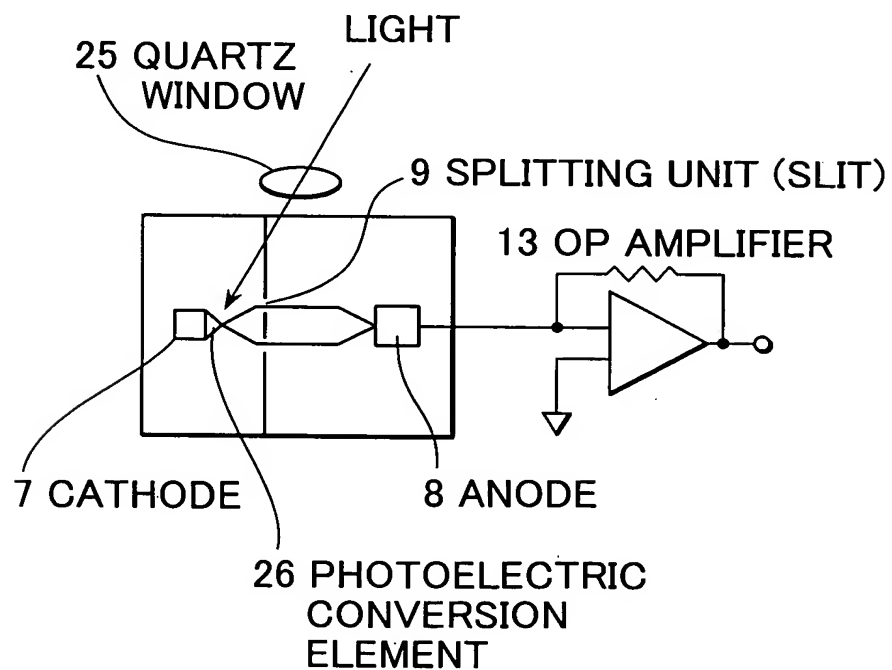 LIGHT
25 QUARTZ
WINDOW
9 SPLITTING UNIT (SLIT)
13 OP AMPLIFIER
7 CATHODE
8 ANODE
26 PHOTOELECTRIC
CONVERSION
ELEMENT